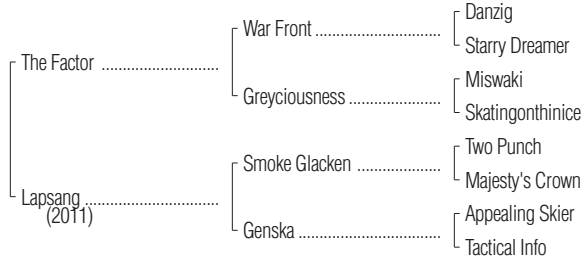 Danzig
War Front
Starry Dreamer
The Factor
Miswaki
Greyciousness
Skatingonthinice
Two Punch
Smoke Glacken
Majesty's Crown
Lapsang
(2011)
Appealing Skier
Genska
Tactical Info